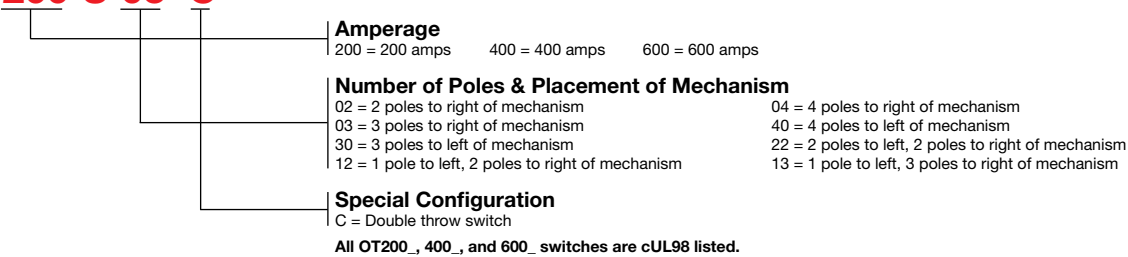 Amperage
200 = 200 amps 400 = 400 amps 600 = 600 amps
Number of Poles & Placement of Mechanism
02 = 2 poles to right of mechanism
03 = 3 poles to right of mechanism
30 = 3 poles to left of mechanism
12 = 1 pole to left, 2 poles to right of mechanism
04 = 4 poles to right of mechanism
40 = 4 poles to left of mechanism
22 = 2 poles to left, 2 poles to right of mechanism
13 = 1 pole to left, 3 poles to right of mechanism
Special Configuration
C = Double throw switch
All OT200_, 400_, and 600_ switches are cUL98 listed.